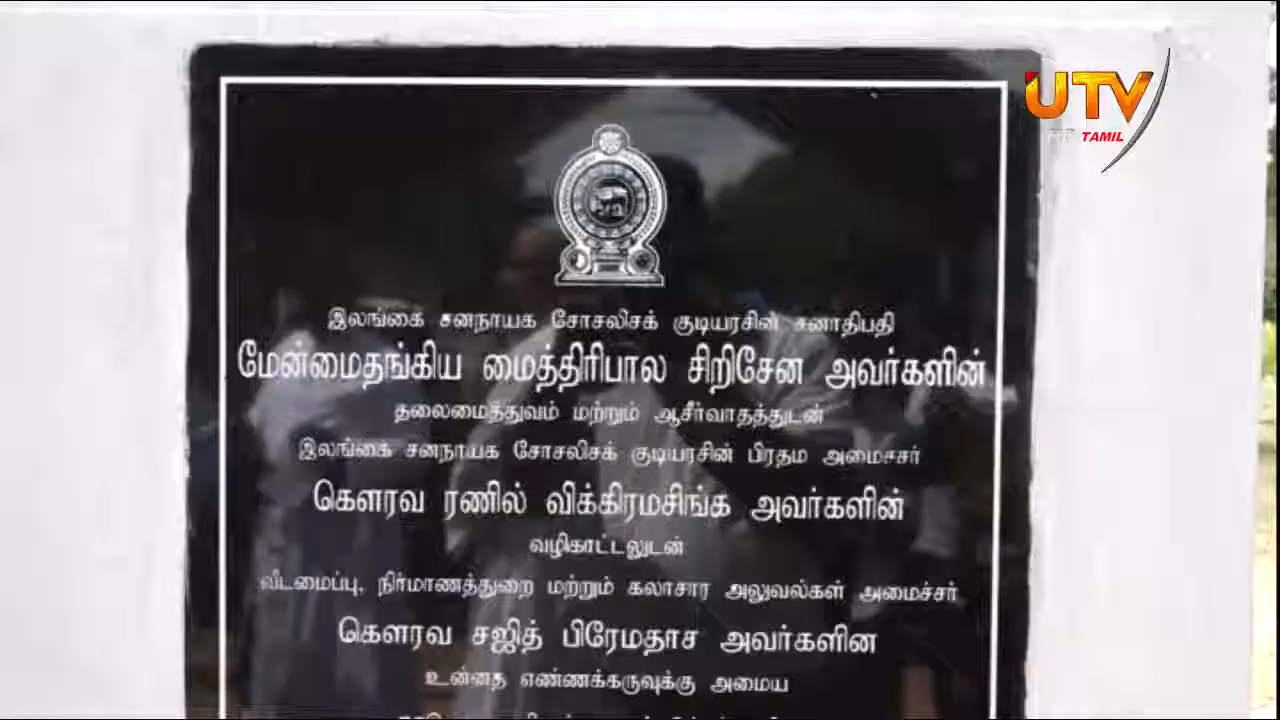 UTV
TAMIL
இலங்கை சனநாயக சோசலிசக் குடியரசின் சனாதிபதி
மேன்மைதங்கிய மைத்திரிபால சிறிசேன அவர்களின்
தலைமைத்துவம் மற்றும் ஆசீர்வாதத்துடன்
இலங்கை சனநாயக சோசலிசக் குடியரசின் பிரதம அமைச்சர்
கௌரவ ரணில் விக்கிரமசிங்க அவர்களின்
வழிகாட்டலுடன்
வீடமைப்பு, நிர்மாணத்துறை மற்றும் கலாசார அலுவல்கள் அமைச்சர்
கௌரவ சஜித் பிரேமதாச அவர்களின
உன்னத எண்ணக்கருவுக்கு அமைய